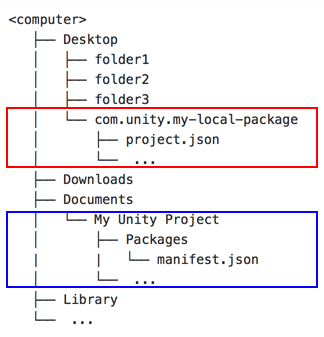 <computer>
├── Desktop
│   ├── folder1
│   ├── folder2
│   ├── folder3
│   └── com.unity.my-local-package
│       ├── project.json
│       └── ...
├── Downloads
├── Documents
│   └── My Unity Project
│       ├── Packages
│       │   └── manifest.json
│       └── ...
├── Library
└── ...